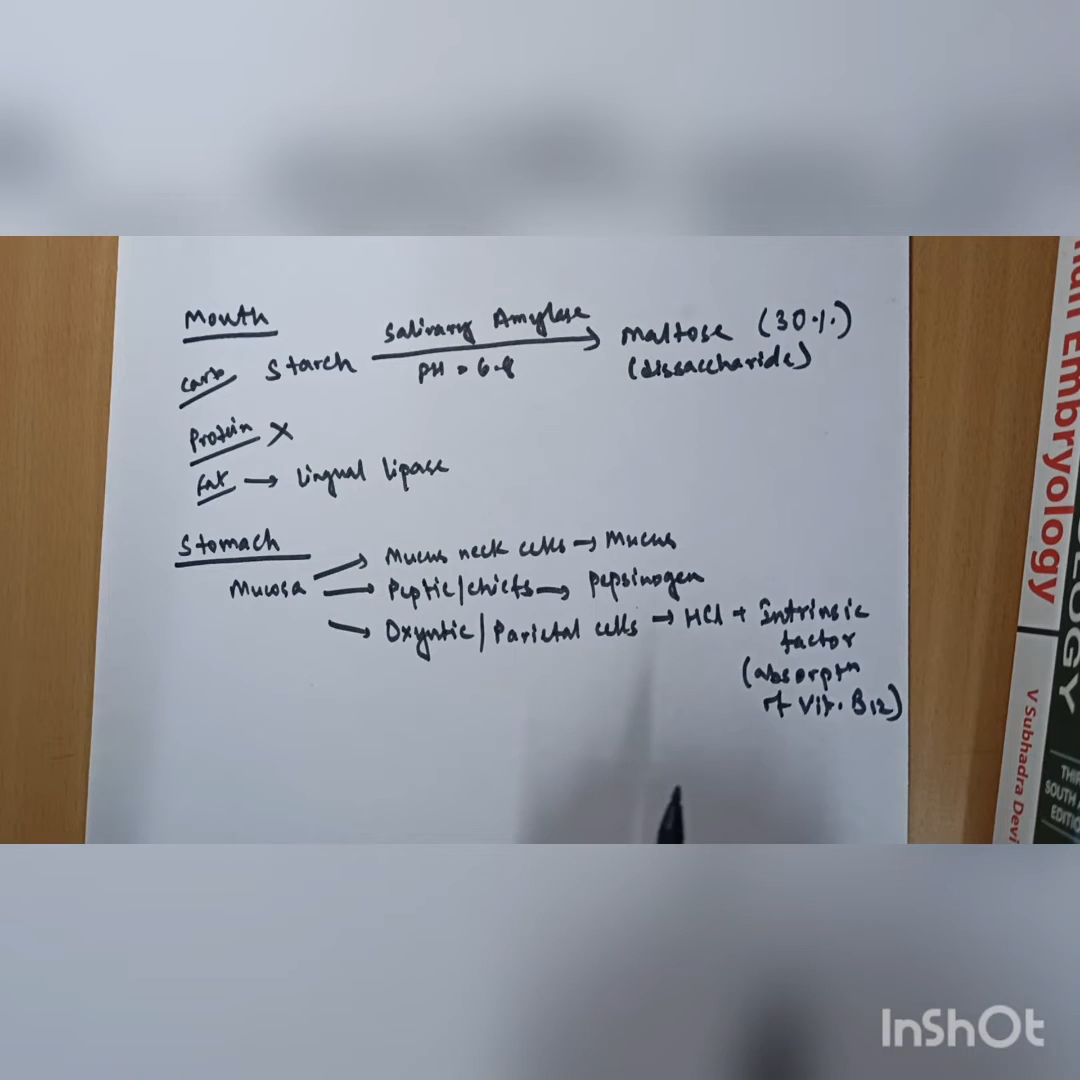 Mouth
Carb Starch Salivary Amylase Maltose (30%)
PH = 6.8 (dissaccharide)
Protein X
Fat → Lingual Lipase
Stomach
Mucosa → Mucus neck cells → Mucus
→ Peptic/chiefs → Pepsinogen
→ Oxyntic/Parietal cells → HCl + Intrinsic
factor
(absorptn
of Vit. B12)
Embryology
V Subhadra Devi
InShOt